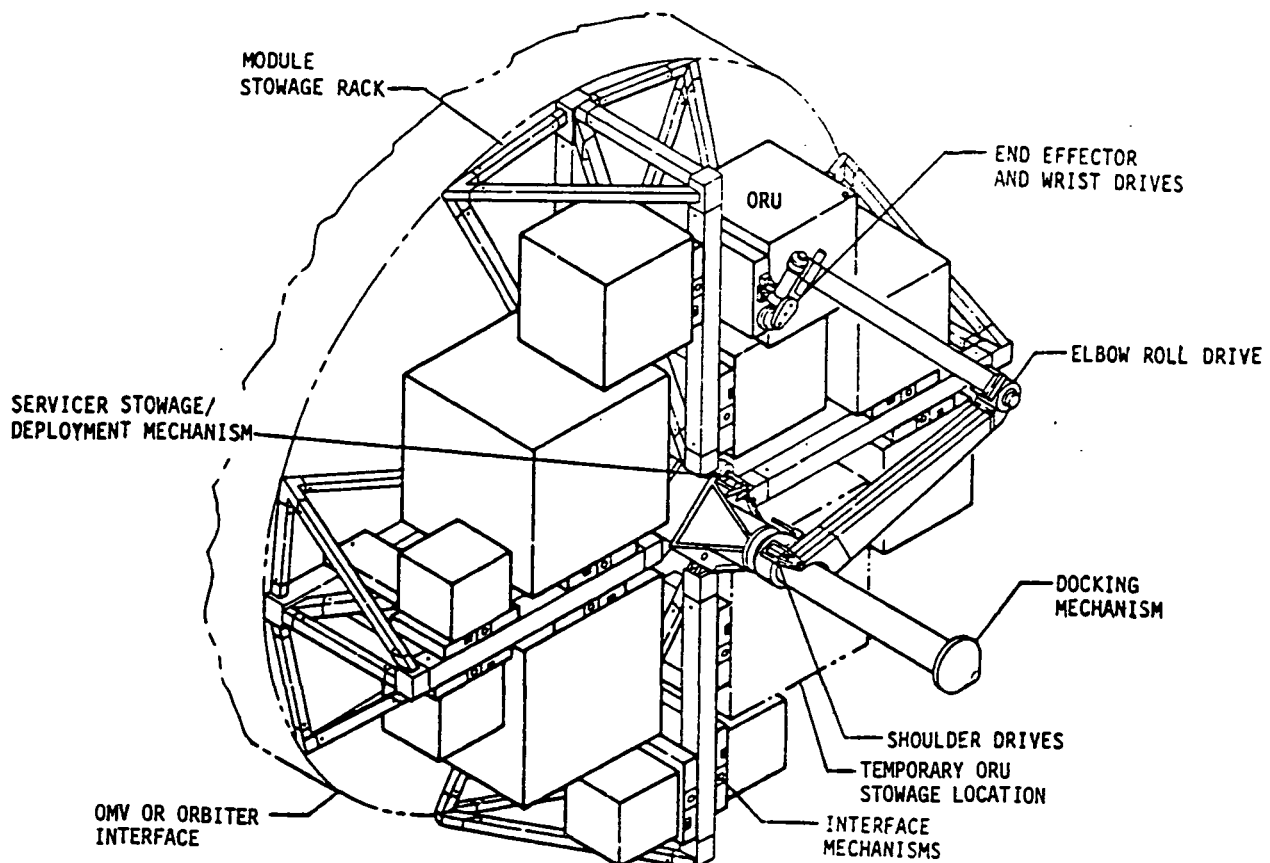 MODULE
STOWAGE RACK
END EFFECTOR
AND WRIST DRIVES
ORU
ELBOW ROLL DRIVE
SERVICER STOWAGE/
DEPLOYMENT MECHANISM
DOCKING
MECHANISM
SHOULDER DRIVES
TEMPORARY ORU
STOWAGE LOCATION
OMV OR ORBITER
INTERFACE
INTERFACE
MECHANISMS